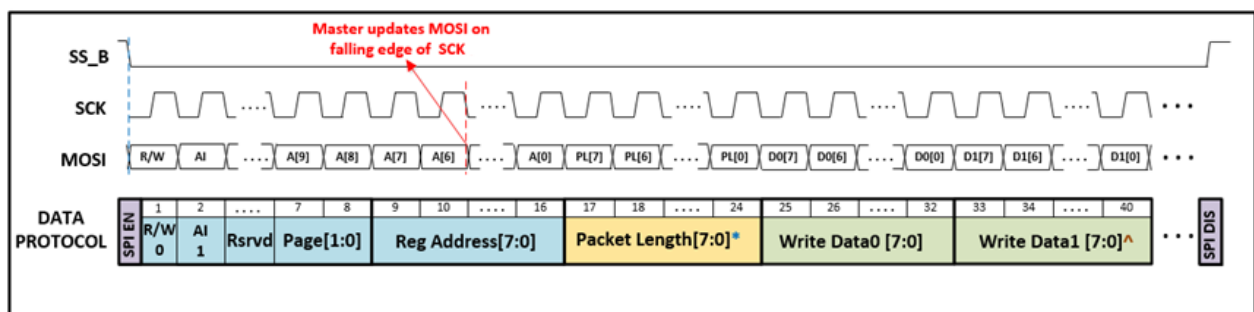 Master updates MOSI on
falling edge of SCK
SS_B
SCK
.... .... .... .... .... ...
MOSI
R/W AI .... A[9] A[8] A[7] A[6] .... A[0] PL[7] PL[6] .... PL[0] D0[7] D0[6] .... D0[0] D1[7] D1[6] .... D1[0] ...
DATA
PROTOCOL
SPI EN
1 2 .... 7 8 9 10 .... 16 17 18 .... 24 25 26 .... 32 33 34 .... 40
R/W
0
AI
1
Rsrvd
Page[1:0]
Reg Address[7:0]
Packet Length[7:0]*
Write Data0 [7:0]
Write Data1 [7:0]^
...
SPI DIS